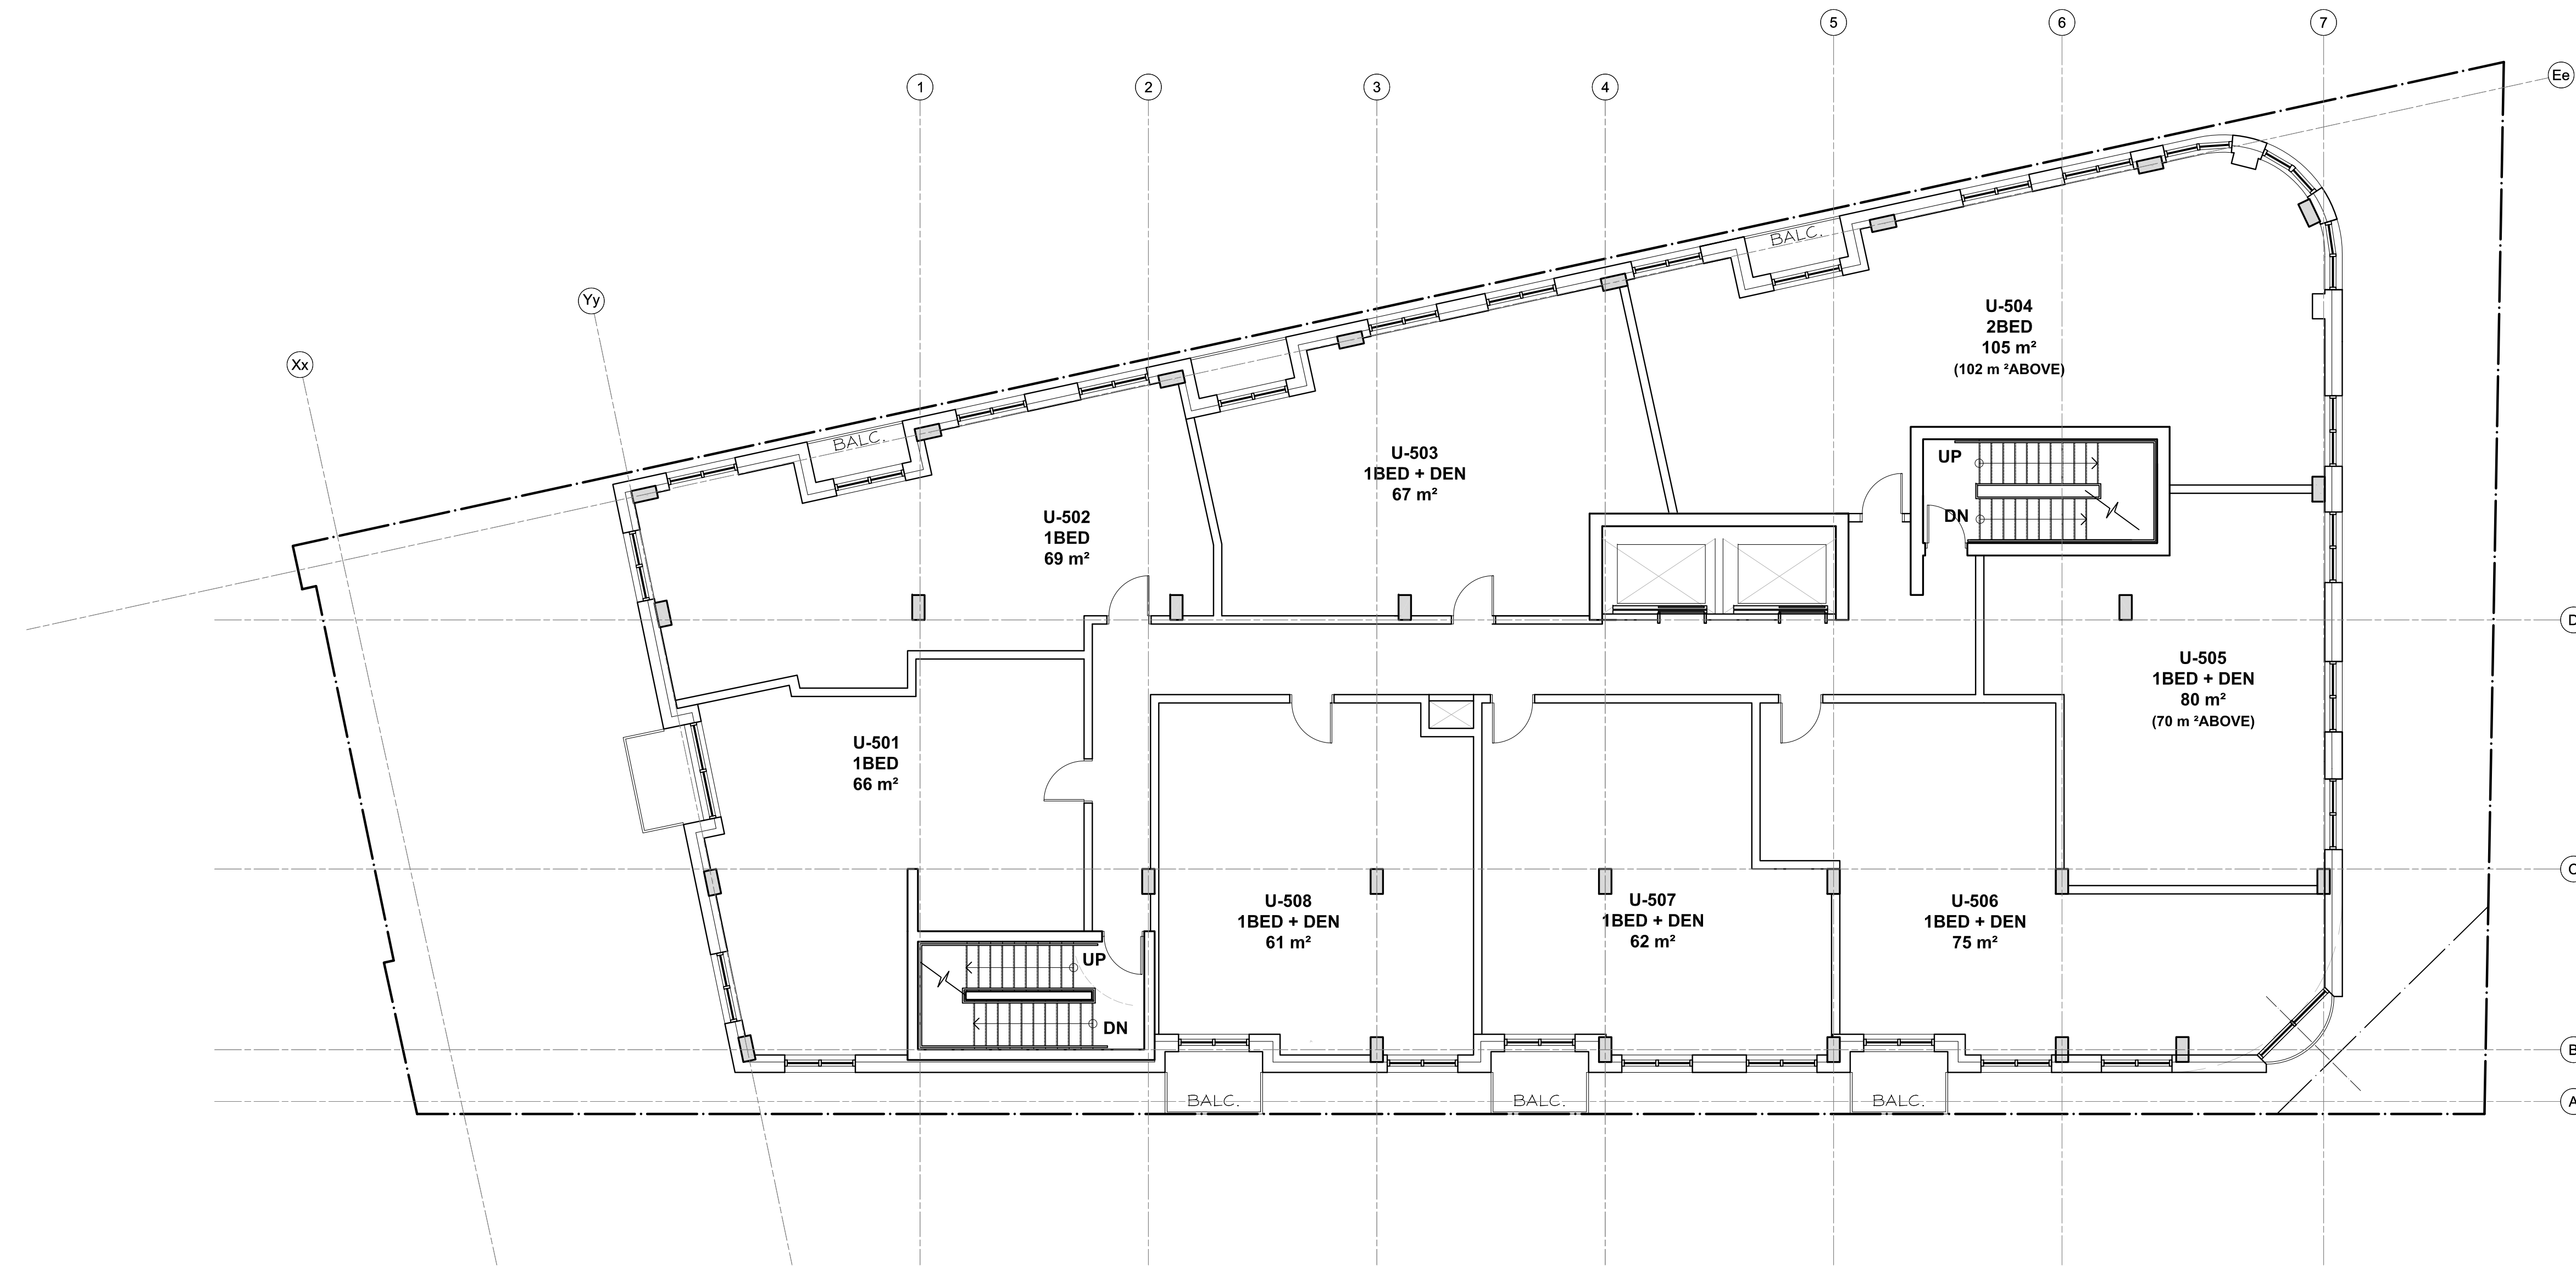 5
6
7
1
2
3
4
Ee
Yy
Xx
BALC.
BALC.
U-504
2BED
105 m²
(102 m ²ABOVE)
U-503
1BED + DEN
67 m²
UP
DN
U-502
1BED
69 m²
D
U-505
1BED + DEN
80 m²
(70 m ²ABOVE)
U-501
1BED
66 m²
C
U-508
1BED + DEN
61 m²
U-507
1BED + DEN
62 m²
U-506
1BED + DEN
75 m²
UP
DN
B
BALC.
BALC.
BALC.
A